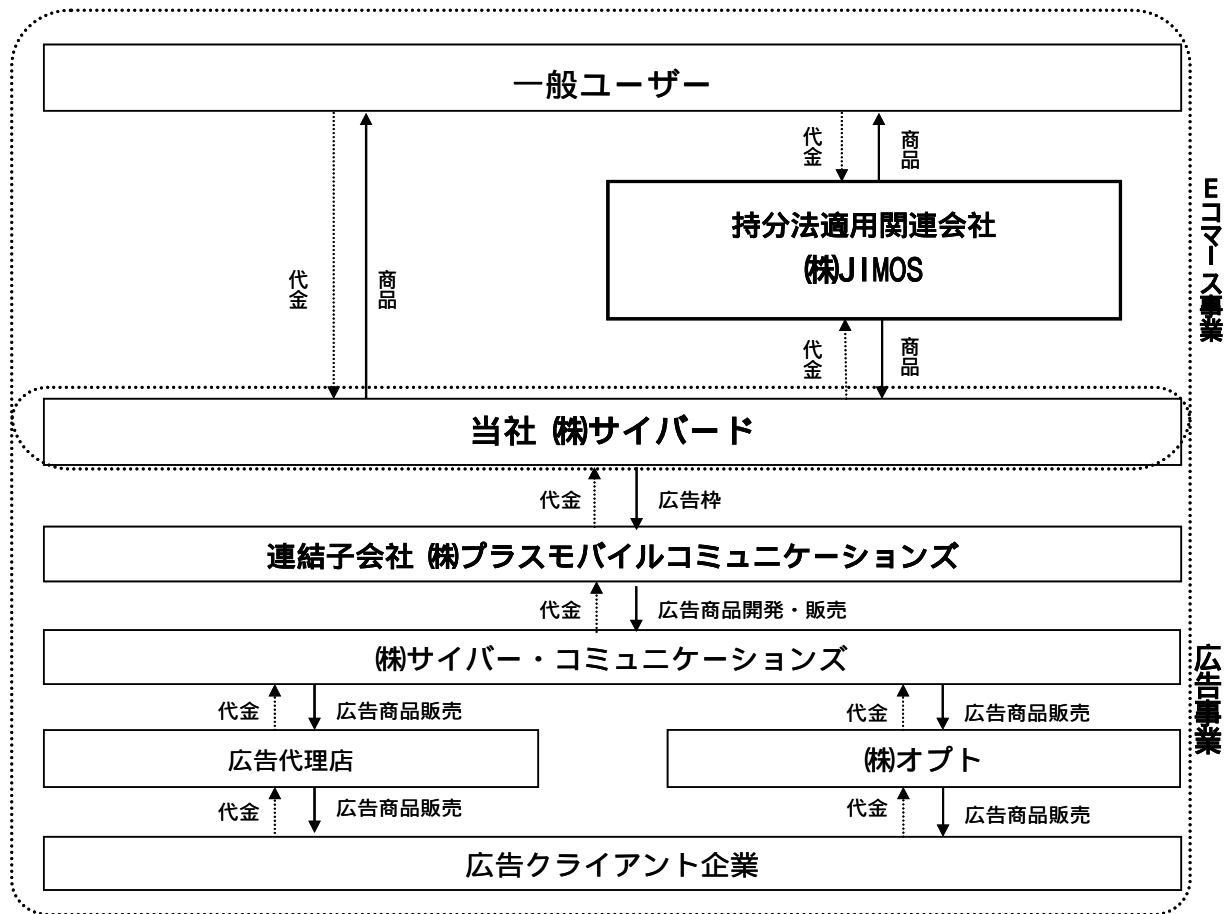 一般ユーザー
代金
商品
持分法適用関連会社
㈱JIMOS
代金
商品
代金
商品
Eコマース事業
当社 ㈱サイバード
代金
広告枠
連結子会社 ㈱プラスモバイルコミュニケーションズ
代金
広告商品開発・販売
㈱サイバー・コミュニケーションズ
代金
広告商品販売
代金
広告商品販売
広告代理店
㈱オプト
代金
広告商品販売
代金
広告商品販売
広告クライアント企業
広告事業